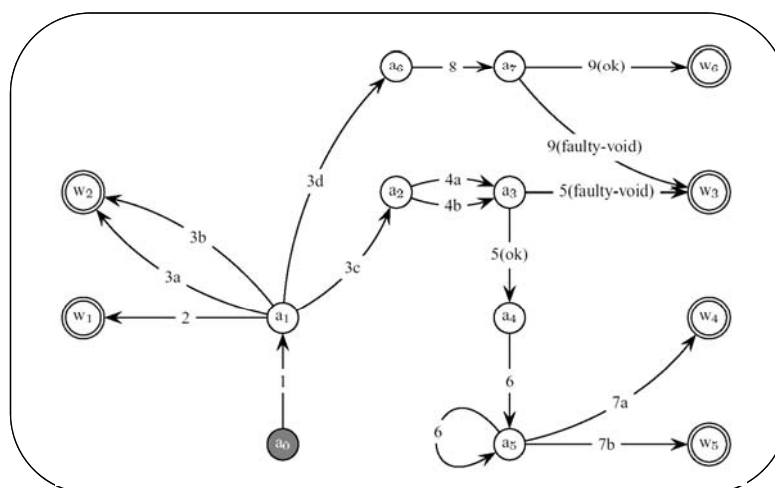 a6 8 a7 9(ok) w6
9(faulty-void)
3d
w2 a2 4a a3 5(faulty-void) w3
4b
3b
3a 3c 5(ok)
w1 2 a1 a4 w4
1 6 7a
6
a0 a5 7b w5